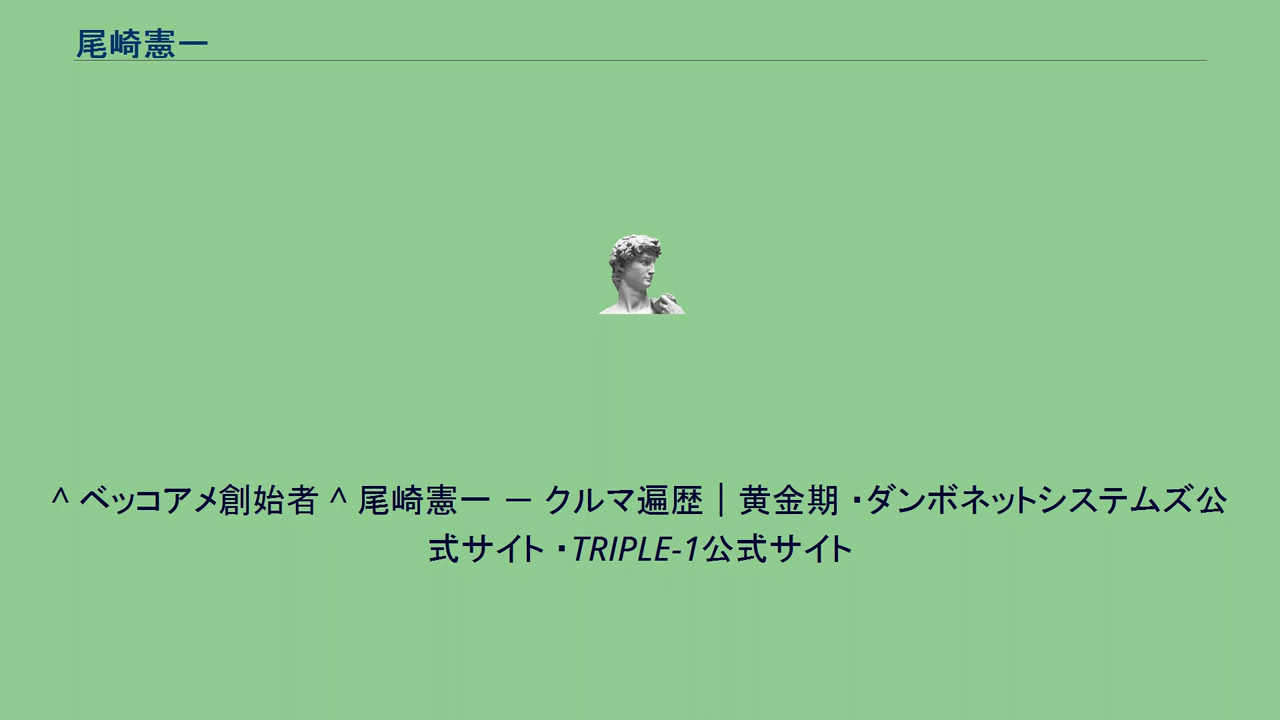 尾崎憲一
^ ベッコアメ創始者 ^ 尾崎憲一 － クルマ遍歴｜黄金期 ・ダンボネットシステムズ公
式サイト ・TRIPLE-1公式サイト